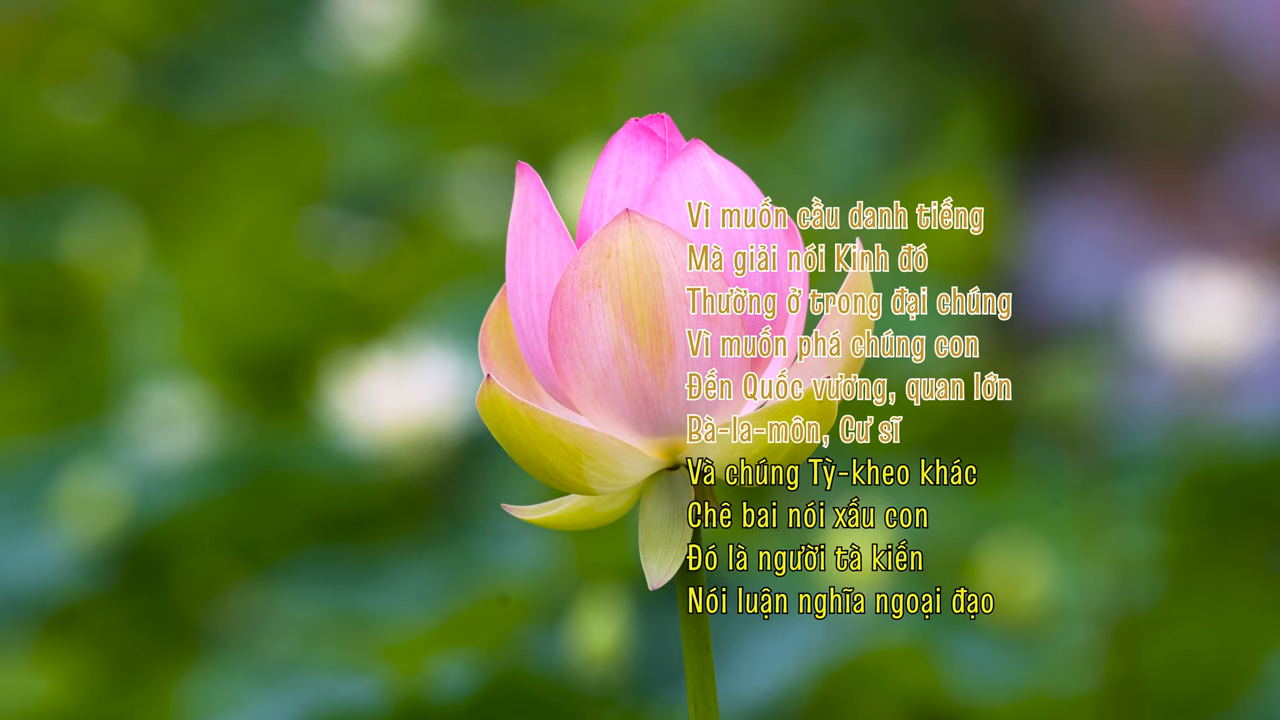 Vì muốn cầu danh tiếng
Mà giải nói Kinh đó
Thường ở trong đại chúng
Vì muốn phá chúng con
Đến Quốc vương, quan lớn
Bà-la-môn, Cư sĩ
Và chúng Tỳ-kheo khác
Chê bai nói xấu con
Đó là người tà kiến
Nói luận nghĩa ngoại đạo